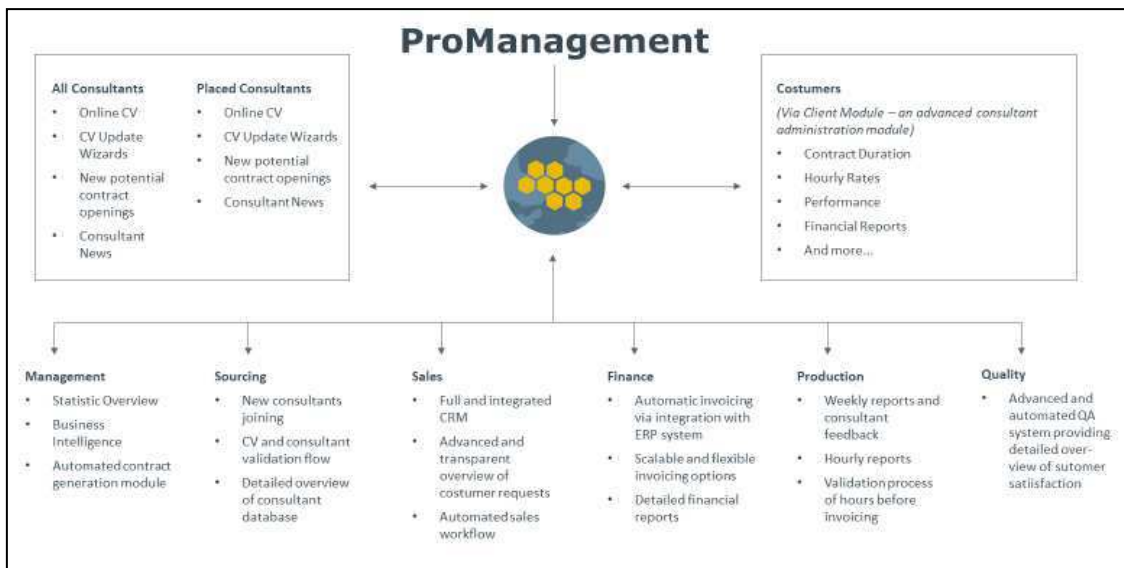 ProManagement
All Consultants
• Online CV
• CV Update
Wizards
• New potential
contract
openings
• Consultant
News
Placed Consultants
• Online CV
• CV Update Wizards
• New potential
contract openings
• Consultant News
Costumers
(Via Client Module – an advanced consultant
administration module)
• Contract Duration
• Hourly Rates
• Performance
• Financial Reports
• And more...
Management
• Statistic Overview
• Business
Intelligence
• Automated contract
generation module
Sourcing
• New consultants
joining
• CV and consultant
validation flow
• Detailed overview
of consultant
database
Sales
• Full and integrated
CRM
• Advanced and
transparent
overview of
costumer requests
• Automated sales
workflow
Finance
• Automatic invoicing
via integration with
ERP system
• Scalable and flexible
invoicing options
• Detailed financial
reports
Production
• Weekly reports and
consultant
feedback
• Hourly reports
• Validation process
of hours before
invoicing
Quality
• Advanced and
automated QA
system providing
detailed over-
view of sutomer
satiisfaction